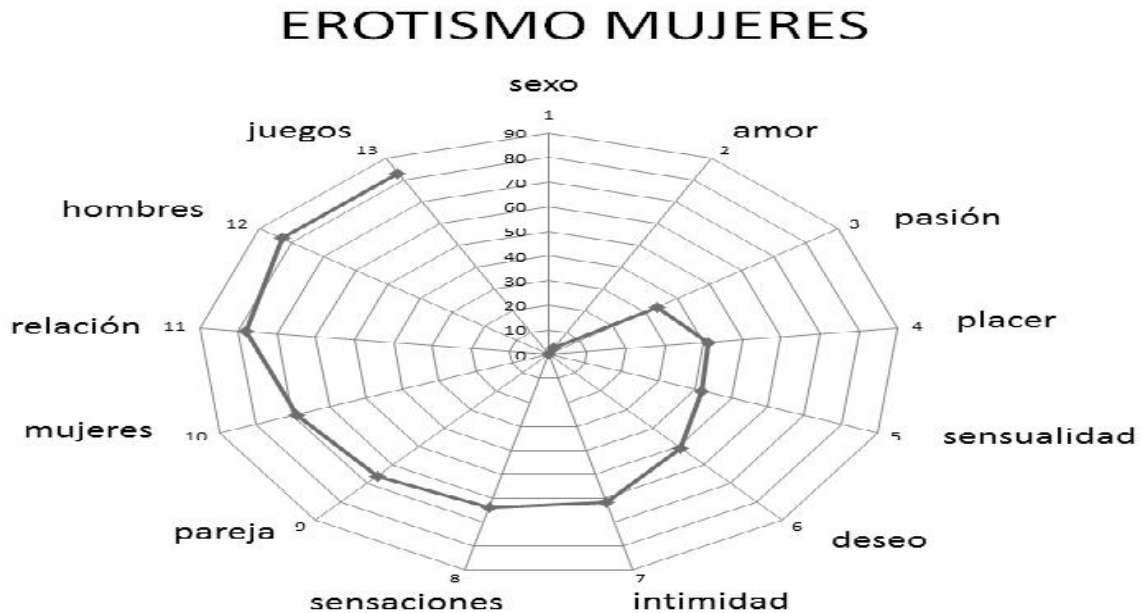 EROTISMO MUJERES
sexo
1
amor
2
pasión
3
placer
4
sensualidad
5
deseo
6
intimidad
7
sensaciones
8
pareja
9
mujeres
10
relación
11
hombres
12
juegos
13
90
80
70
60
50
40
30
20
10
0